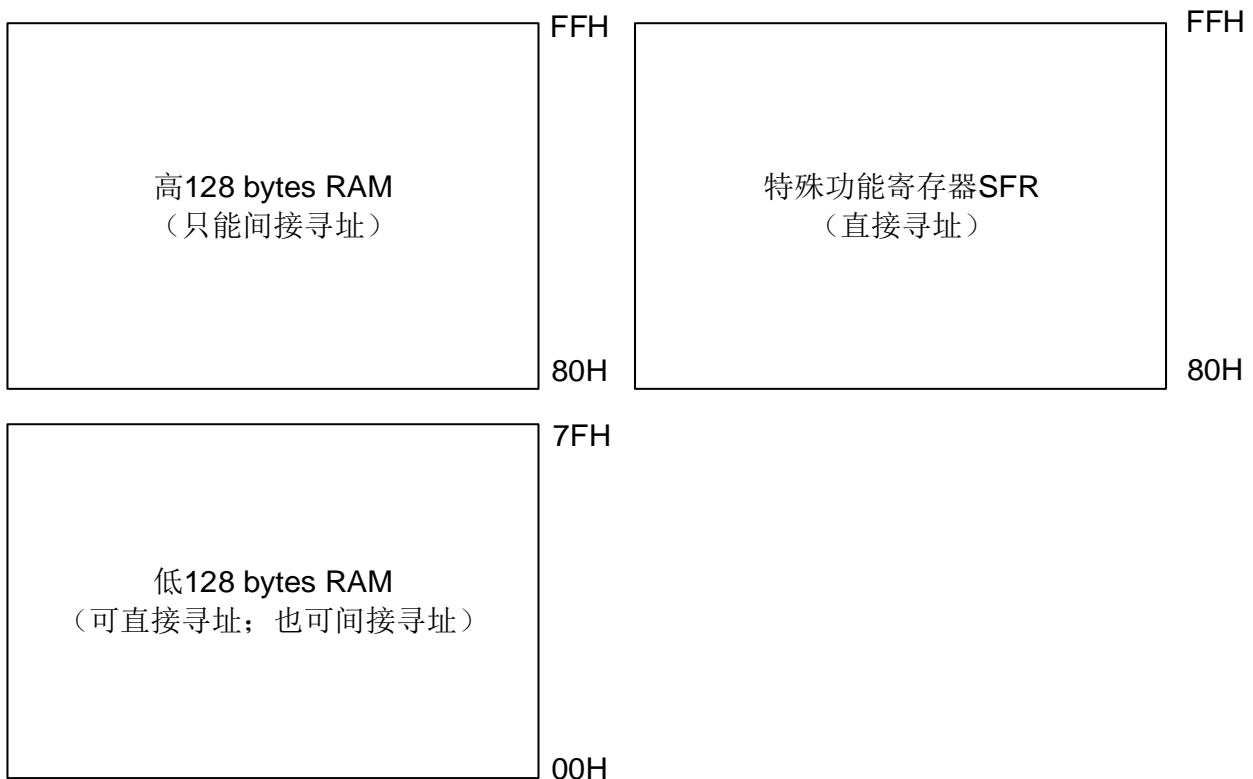 FFH
高128 bytes RAM
（只能间接寻址）
80H
FFH
特殊功能寄存器SFR
（直接寻址）
80H
7FH
低128 bytes RAM
（可直接寻址；也可间接寻址）
00H